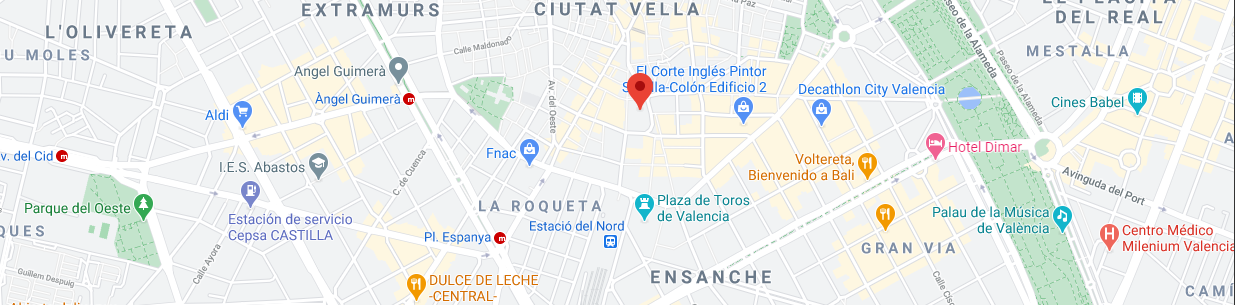 EXTRAMURS
CIUTAT VELLA
DEL REAL
L'OLIVERETA
U MOLES
Calle Maldonado
Paseo de la Alameda
Paseo de la Alameda
MESTALLA
Angel Guimerà
Àngel Guimerà
El Corte Inglés Pintor
Edificio 2
Decathlon City Valencia
Cines Babel
Aldi
Av. del Oeste
v. del Cid
I.E.S. Abastos
C. de Cuenca
Fnac
Voltereta,
Bienvenido a Bali
Hotel Dimar
Avinguda del Port
Parque del Oeste
Estación de servicio
Cepsa CASTILLA
LA ROQUETA
Estació del Nord
Plaza de Toros
de Valencia
Palau de la Música
de València
Centro Médico
Milenium Valencia
QUES
Calle Ayora
Pl. Espanya
GRAN VIA
Guillem Despuig
DULCE DE LECHE
-CENTRAL-
ENSANCHE
CAMÍ